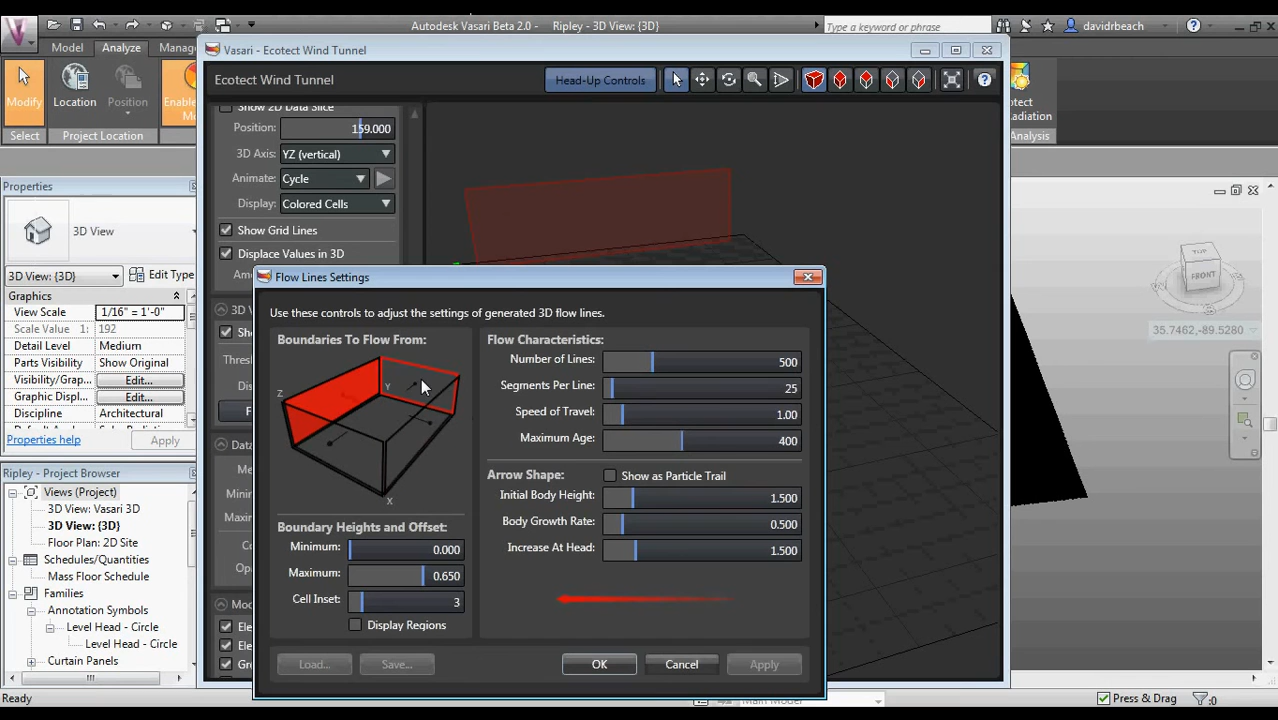 Autodesk Vasari Beta 2.0 - Ripley - 3D View: {3D}
Type a keyword or phrase
davidrbeach
Model
Analyze
Manag
Modify
Location
Position
Enable
Mo
Select
Project Location
Radiation
Analysis
Vasari - Ecotect Wind Tunnel
Ecotect Wind Tunnel
Head-Up Controls
Show 2D Data Slice
Position: 159.000
3D Axis: YZ (vertical)
Animate: Cycle
Display: Colored Cells
Show Grid Lines
Displace Values in 3D
Properties
3D View
3D View: {3D}
Edit Type
Graphics
View Scale 1/16" = 1'-0"
Scale Value 1: 192
Detail Level Medium
Parts Visibility Show Original
Visibility/Grap... Edit...
Graphic Displ... Edit...
Discipline Architectural
Properties help
Apply
Ripley - Project Browser
Views (Project)
3D View: Vasari 3D
3D View: {3D}
Floor Plan: 2D Site
Schedules/Quantities
Mass Floor Schedule
Families
Annotation Symbols
Level Head - Circle
Level Head - Circle
Curtain Panels
Ready
Flow Lines Settings
Use these controls to adjust the settings of generated 3D flow lines.
Boundaries To Flow From:
Z
Y
X
Boundary Heights and Offset:
Minimum: 0.000
Maximum: 0.650
Cell Inset: 3
Display Regions
Flow Characteristics:
Number of Lines: 500
Segments Per Line: 25
Speed of Travel: 1.00
Maximum Age: 400
Arrow Shape:
Show as Particle Trail
Initial Body Height: 1.500
Body Growth Rate: 0.500
Increase At Head: 1.500
Load...
Save...
OK
Cancel
Apply
FRONT
35.7462,-89.5280
Main Model
Press & Drag
:0